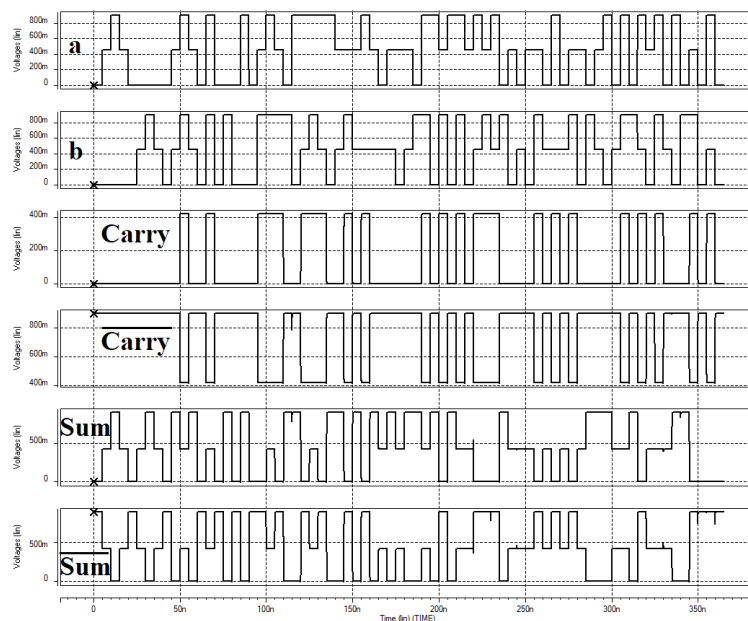 Voltages (lin)
800m
600m
400m
200m
0
a
Voltages (lin)
800m
600m
400m
200m
0
b
Voltages (lin)
400m
200m
0
Carry
Voltages (lin)
800m
600m
400m
Carry
Voltages (lin)
500m
0
Sum
Voltages (lin)
500m
0
Sum
0 50n 100n 150n 200n 250n 300n 350n
Time (lin) (TIME)